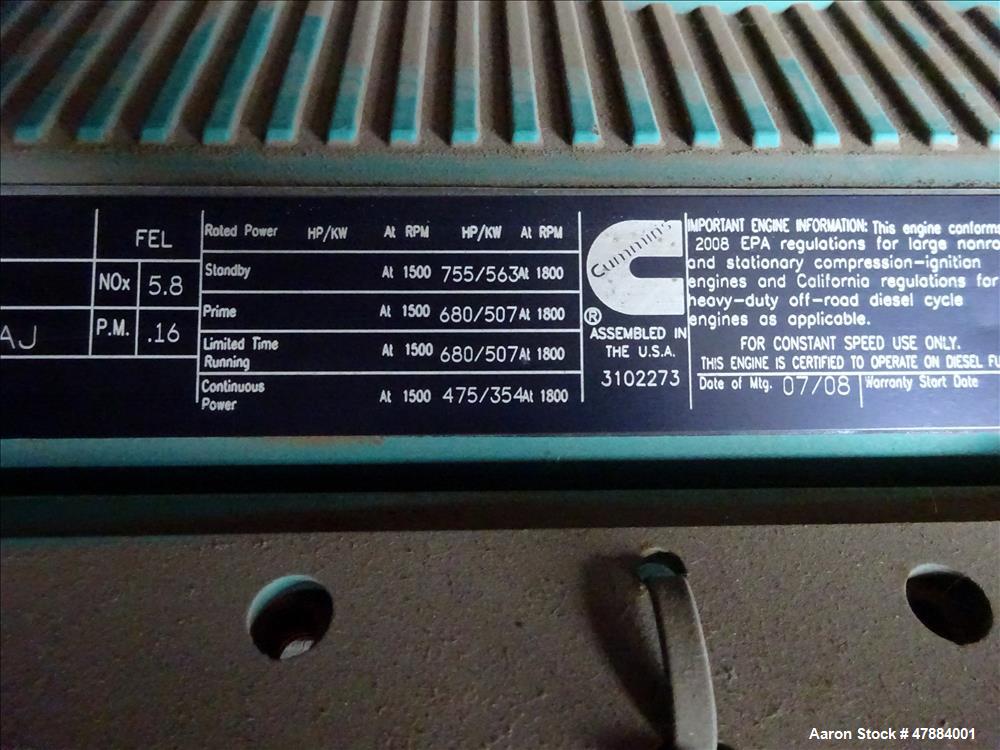 FEL
NOx 5.8
AJ P.M. .16
Rated Power HP/KW At RPM HP/KW At RPM
Standby At 1500 755/563 At 1800
Prime At 1500 680/507 At 1800
Limited Time
Running At 1500 680/507 At 1800
Continuous
Power At 1500 475/354 At 1800
Cummins
®
ASSEMBLED IN
THE U.S.A.
3102273
IMPORTANT ENGINE INFORMATION: This engine conforms
2008 EPA regulations for large nonro
and stationary compression-ignition
engines and California regulations for
heavy-duty off-road diesel cycle
engines as applicable.
FOR CONSTANT SPEED USE ONLY.
THIS ENGINE IS CERTIFIED TO OPERATE ON DIESEL FU
Date of Mfg. 07/08 Warranty Start Date
Aaron Stock # 47884001